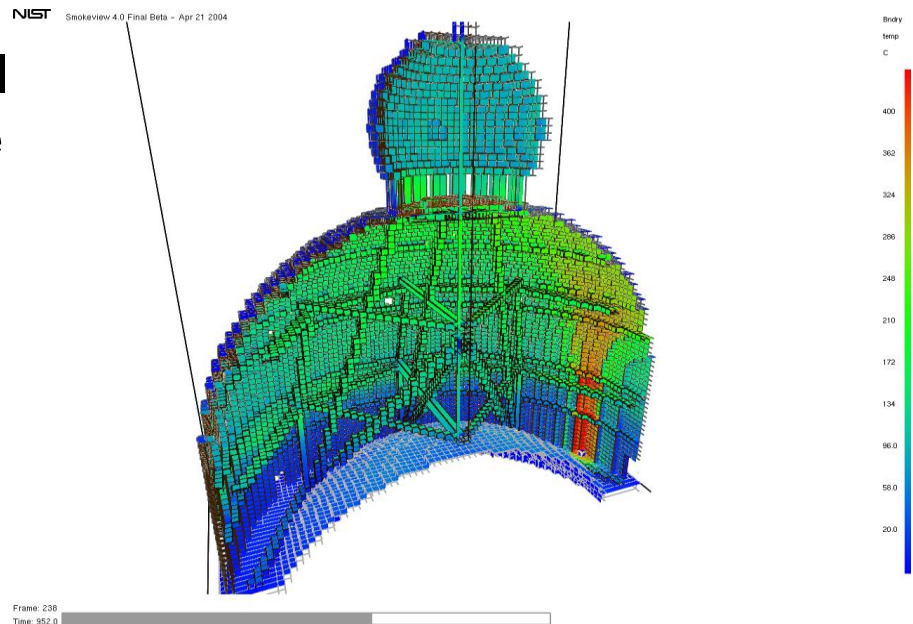 NIST
Smokeview 4.0 Final Beta – Apr 21 2004
Bndry
temp
C
400
362
324
286
248
210
172
134
96.0
58.0
20.0
Frame: 238
Time: 952.0